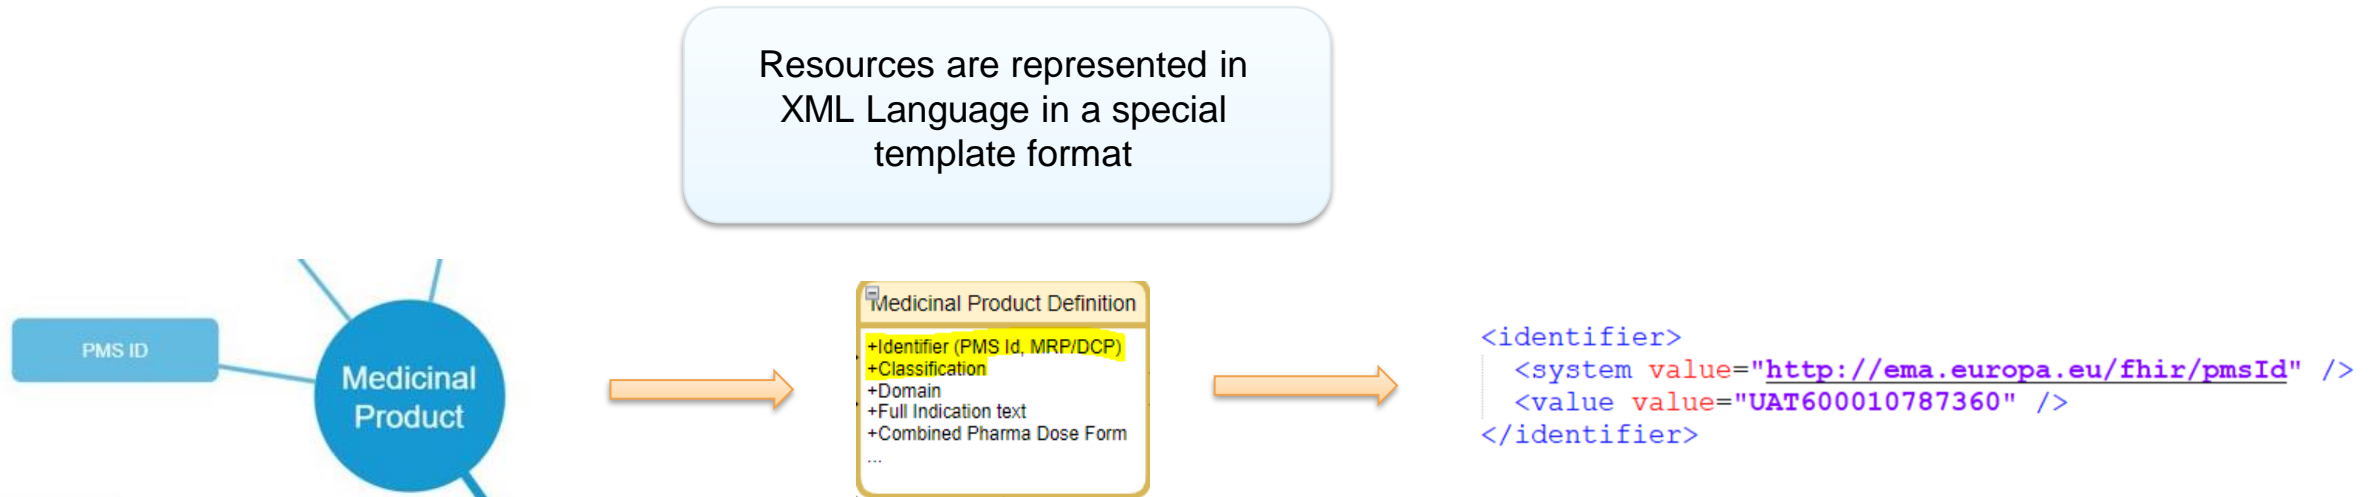 Resources are represented in
XML Language in a special
template format
PMS ID
Medicinal
Product
Medicinal Product Definition
+Identifier (PMS Id, MRP/DCP)
+Classification
+Domain
+Full Indication text
+Combined Pharma Dose Form
...
<identifier>
<system value="http://ema.europa.eu/fhir/pmsId" />
<value value="UAT600010787360" />
</identifier>